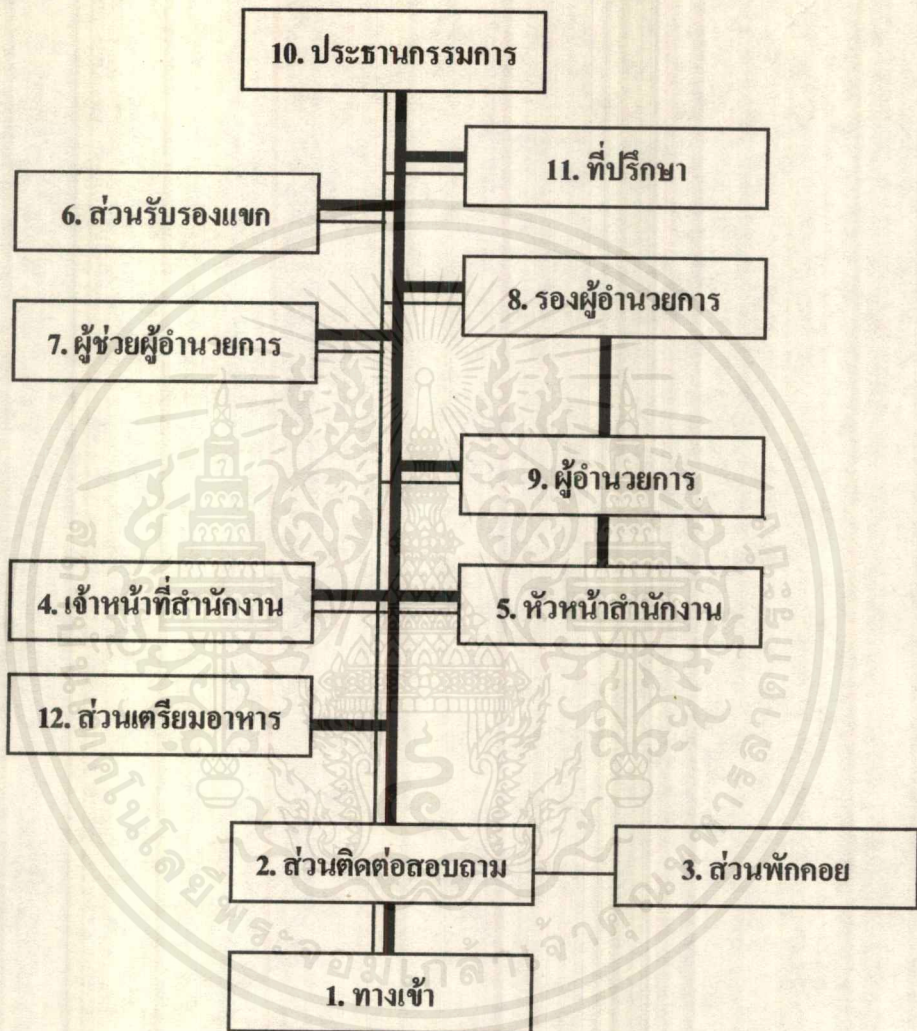 10. ประธานกรรมการ
11. ที่ปรึกษา
6. ส่วนรับรองแขก
8. รองผู้อำนวยการ
7. ผู้ช่วยผู้อำนวยการ
9. ผู้อำนวยการ
4. เจ้าหน้าที่สำนักงาน
5. หัวหน้าสำนักงาน
12. ส่วนเตรียมอาหาร
2. ส่วนติดต่อสอบถาม
3. ส่วนพักคอย
1. ทางเข้า